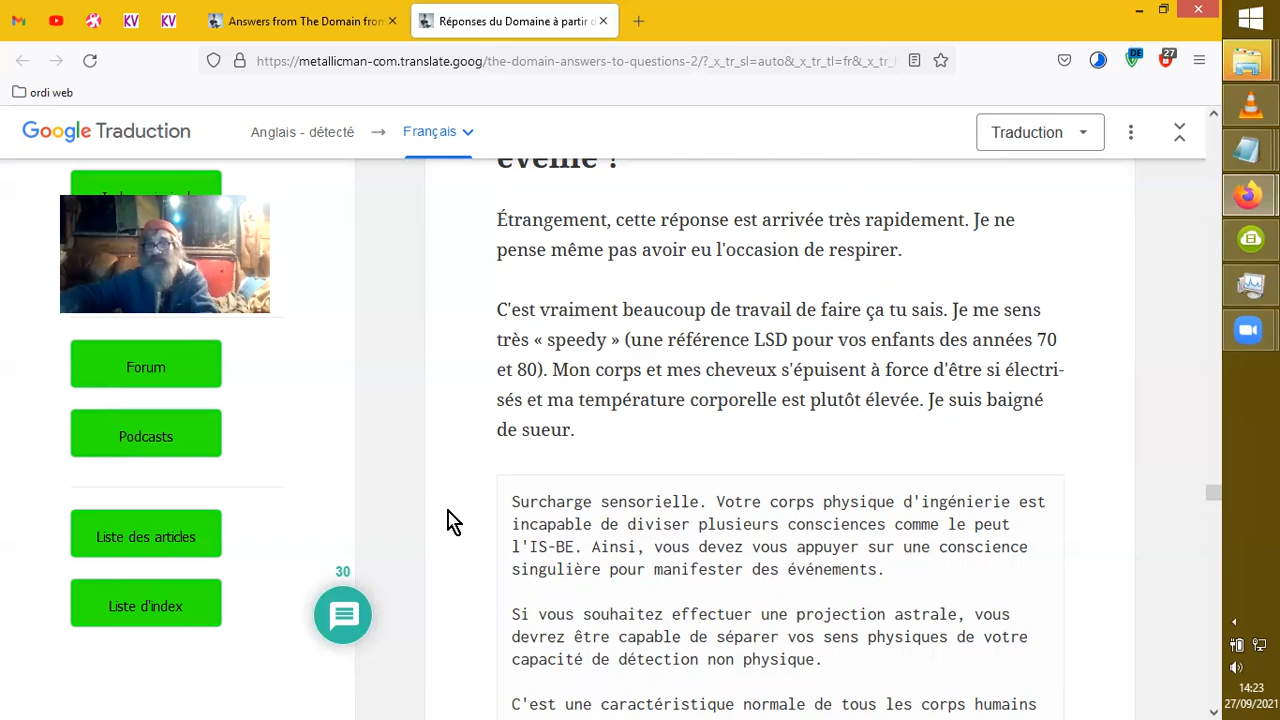 Answers from The Domain from
Réponses du Domaine à partir d
https://metallicman-com.translate.goog/the-domain-answers-to-questions-2/?_x_tr_sl=auto&_x_tr_tl=fr&_x_tr_
DE
27
ordi web
Google Traduction
Anglais - détecté
Français
Traduction
éveillé ?
Étrangement, cette réponse est arrivée très rapidement. Je ne
pense même pas avoir eu l'occasion de respirer.
C'est vraiment beaucoup de travail de faire ça tu sais. Je me sens
très « speedy » (une référence LSD pour vos enfants des années 70
et 80). Mon corps et mes cheveux s'épuisent à force d'être si électri-
sés et ma température corporelle est plutôt élevée. Je suis baigné
de sueur.
Forum
Podcasts
Liste des articles
Liste d'index
30
Surcharge sensorielle. Votre corps physique d'ingénierie est
incapable de diviser plusieurs consciences comme le peut
l'IS-BE. Ainsi, vous devez vous appuyer sur une conscience
singulière pour manifester des événements.
Si vous souhaitez effectuer une projection astrale, vous
devrez être capable de séparer vos sens physiques de votre
capacité de détection non physique.
C'est une caractéristique normale de tous les corps humains
14:23
27/09/2021